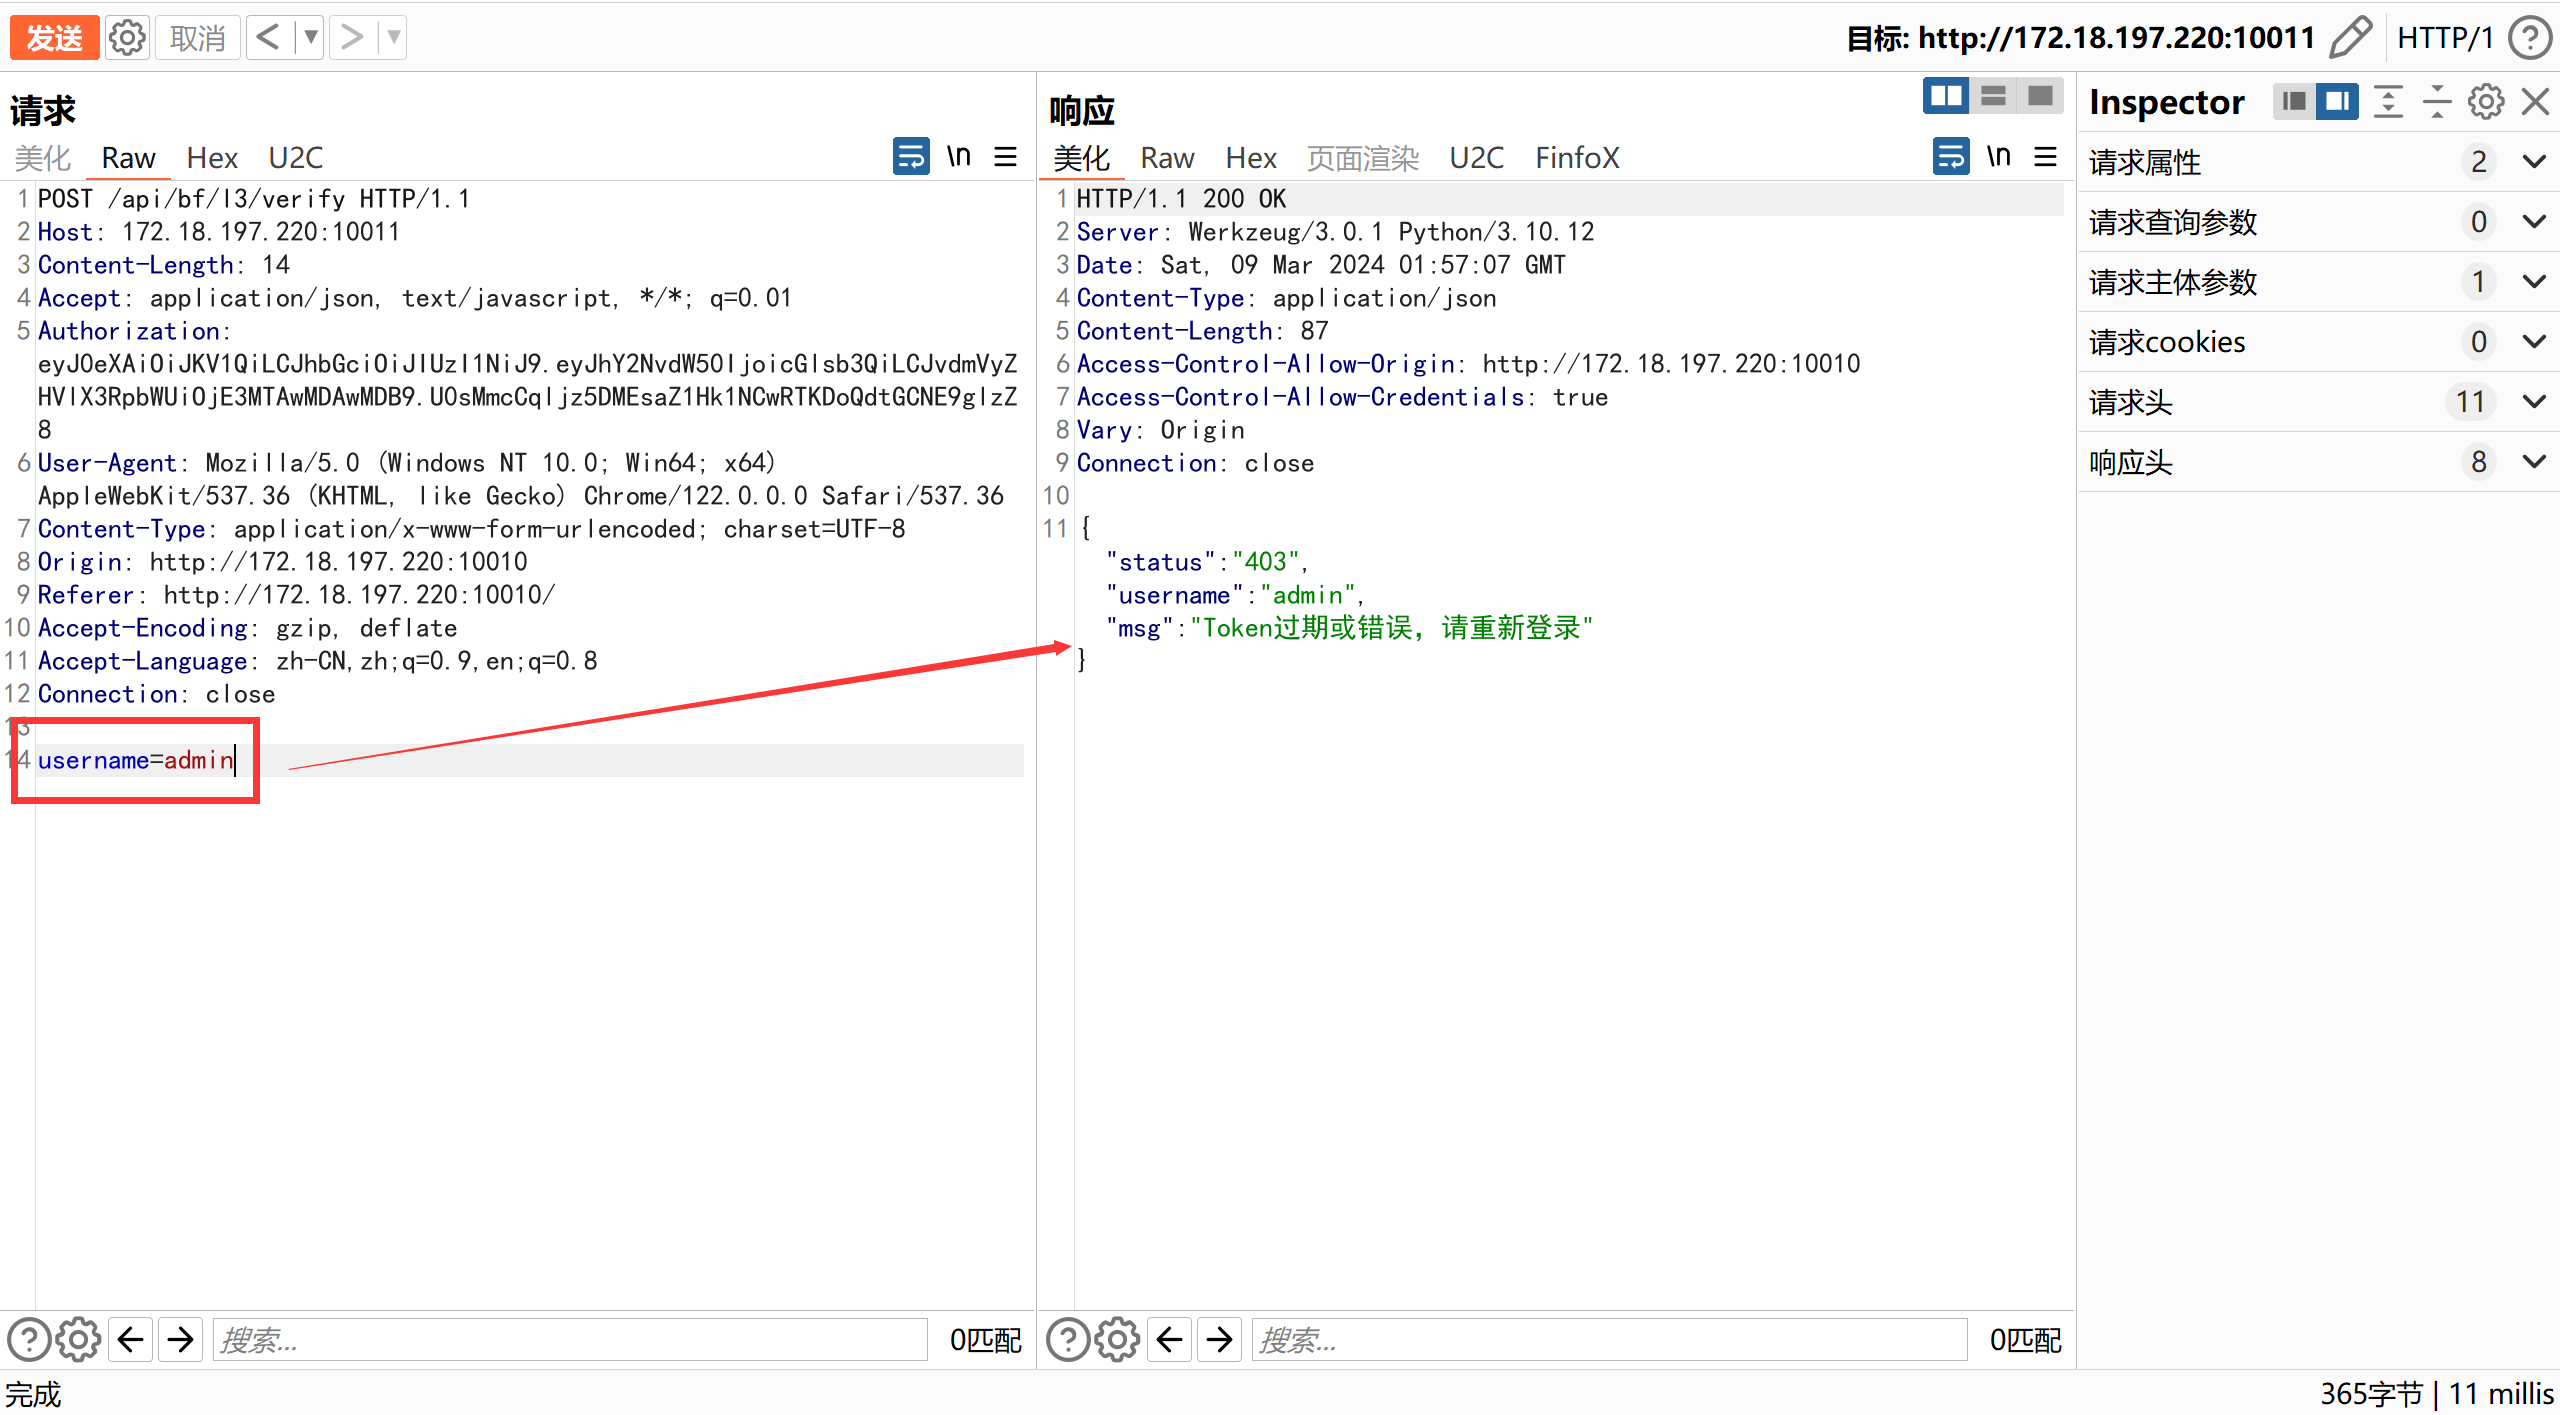 发送
取消
目标: http://172.18.197.220:10011
HTTP/1
请求
美化 Raw Hex U2C
\n
1 POST /api/bf/l3/verify HTTP/1.1
2 Host: 172.18.197.220:10011
3 Content-Length: 14
4 Accept: application/json, text/javascript, */*; q=0.01
5 Authorization:
eyJ0eXAiOiJKV1QiLCJhbGciOiJIUzI1NiJ9.eyJhY2NvdW50IjoicGlsb3QiLCJvdmVyZ
HVlX3RpbWUiOjE3MTAwMDAwMDB9.U0sMmcCqIjz5DMEsaZ1Hk1NCwRTKDoQdtGCNE9gIzZ
8
6 User-Agent: Mozilla/5.0 (Windows NT 10.0; Win64; x64)
AppleWebKit/537.36 (KHTML, like Gecko) Chrome/122.0.0.0 Safari/537.36
7 Content-Type: application/x-www-form-urlencoded; charset=UTF-8
8 Origin: http://172.18.197.220:10010
9 Referer: http://172.18.197.220:10010/
10 Accept-Encoding: gzip, deflate
11 Accept-Language: zh-CN,zh;q=0.9,en;q=0.8
12 Connection: close
13
14 username=admin
搜索...
0匹配
响应
美化 Raw Hex 页面渲染 U2C FinfoX
\n
1 HTTP/1.1 200 OK
2 Server: Werkzeug/3.0.1 Python/3.10.12
3 Date: Sat, 09 Mar 2024 01:57:07 GMT
4 Content-Type: application/json
5 Content-Length: 87
6 Access-Control-Allow-Origin: http://172.18.197.220:10010
7 Access-Control-Allow-Credentials: true
8 Vary: Origin
9 Connection: close
10
11 {
"status":"403",
"username":"admin",
"msg":"Token过期或错误，请重新登录"
}
搜索...
0匹配
Inspector
请求属性 2
请求查询参数 0
请求主体参数 1
请求cookies 0
请求头 11
响应头 8
完成
365字节 | 11 millis